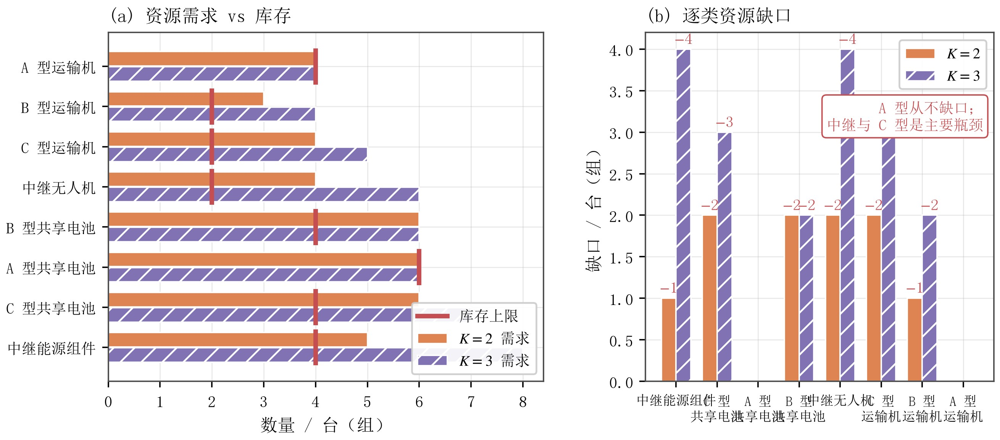 (a) 资源需求 vs 库存
A 型运输机
B 型运输机
C 型运输机
中继无人机
B 型共享电池
A 型共享电池
C 型共享电池
中继能源组件
库存上限
K=2 需求
K=3 需求
0 1 2 3 4 5 6 7 8
数量 / 台（组）
(b) 逐类资源缺口
缺口 / 台（组）
4.0
3.5
3.0
2.5
2.0
1.5
1.0
0.5
0.0
K=2
K=3
A 型从不缺口；
中继与 C 型是主要瓶颈
−1
−4
−2
−3
−2
−2
−2
−4
−2
−1
−2
中继能源组件
C 型
共享电池
A 型
共享电池
B 型
共享电池
中继无人机
C 型
运输机
B 型
运输机
A 型
运输机